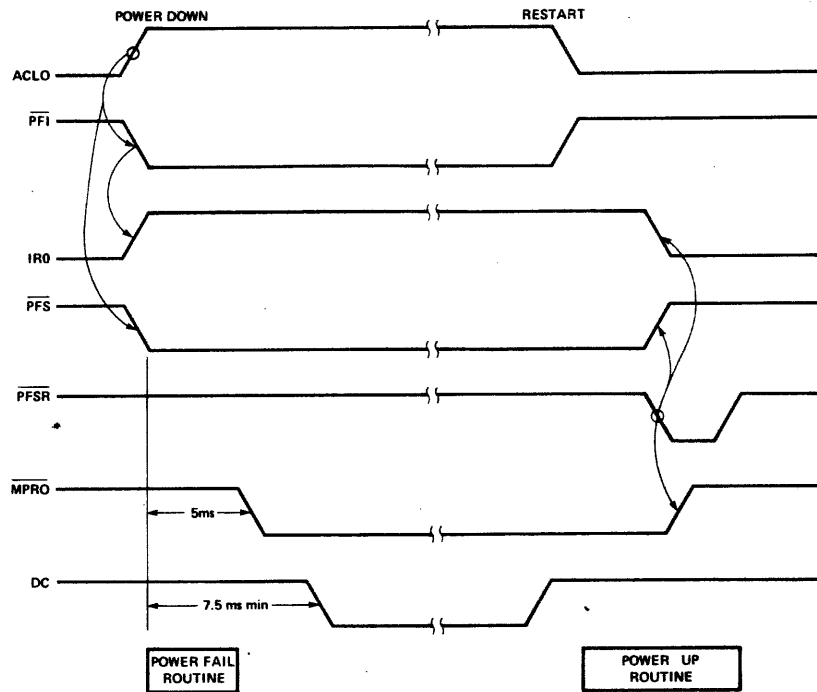 POWER DOWN
RESTART
ACLO
PFI
IR0
PFS
PFSR
MPRO
5ms
DC
7.5 ms min
POWER FAIL
ROUTINE
POWER UP
ROUTINE